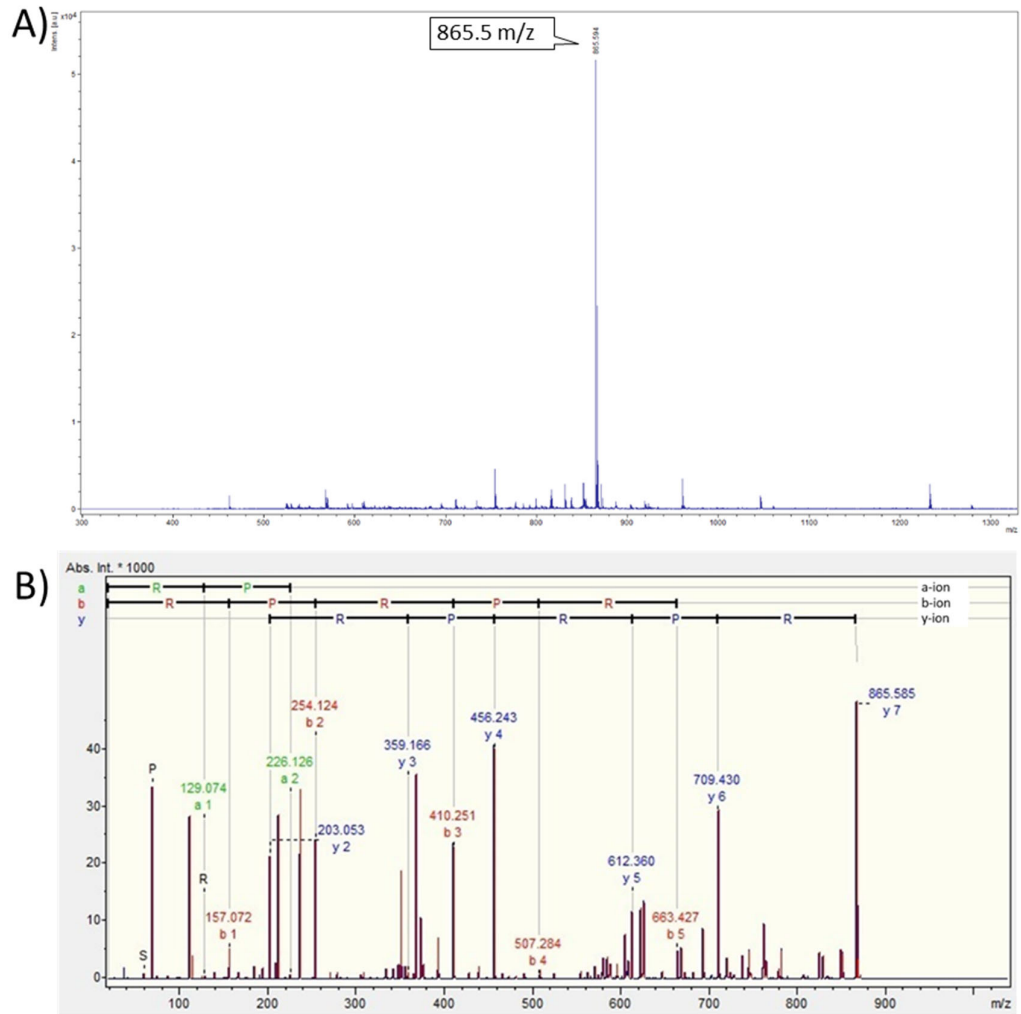 A)
Intens. [a.u.]
x10⁴
865.5 m/z
865.594
5
4
3
2
1
0
300 400 500 600 700 800 900 1000 1100 1200 1300
m/z
B)
Abs. Int. * 1000
a R P a-ion
b R P R P R b-ion
y R P R P R y-ion
865.585
y 7
254.124
b 2
456.243
y 4
359.166
y 3
P
226.126
a 2
129.074
a 1
709.430
y 6
410.251
b 3
203.053
y 2
612.360
y 5
R
157.072
b 1
663.427
b 5
507.284
b 4
S
40
30
20
10
0
100 200 300 400 500 600 700 800 900 m/z